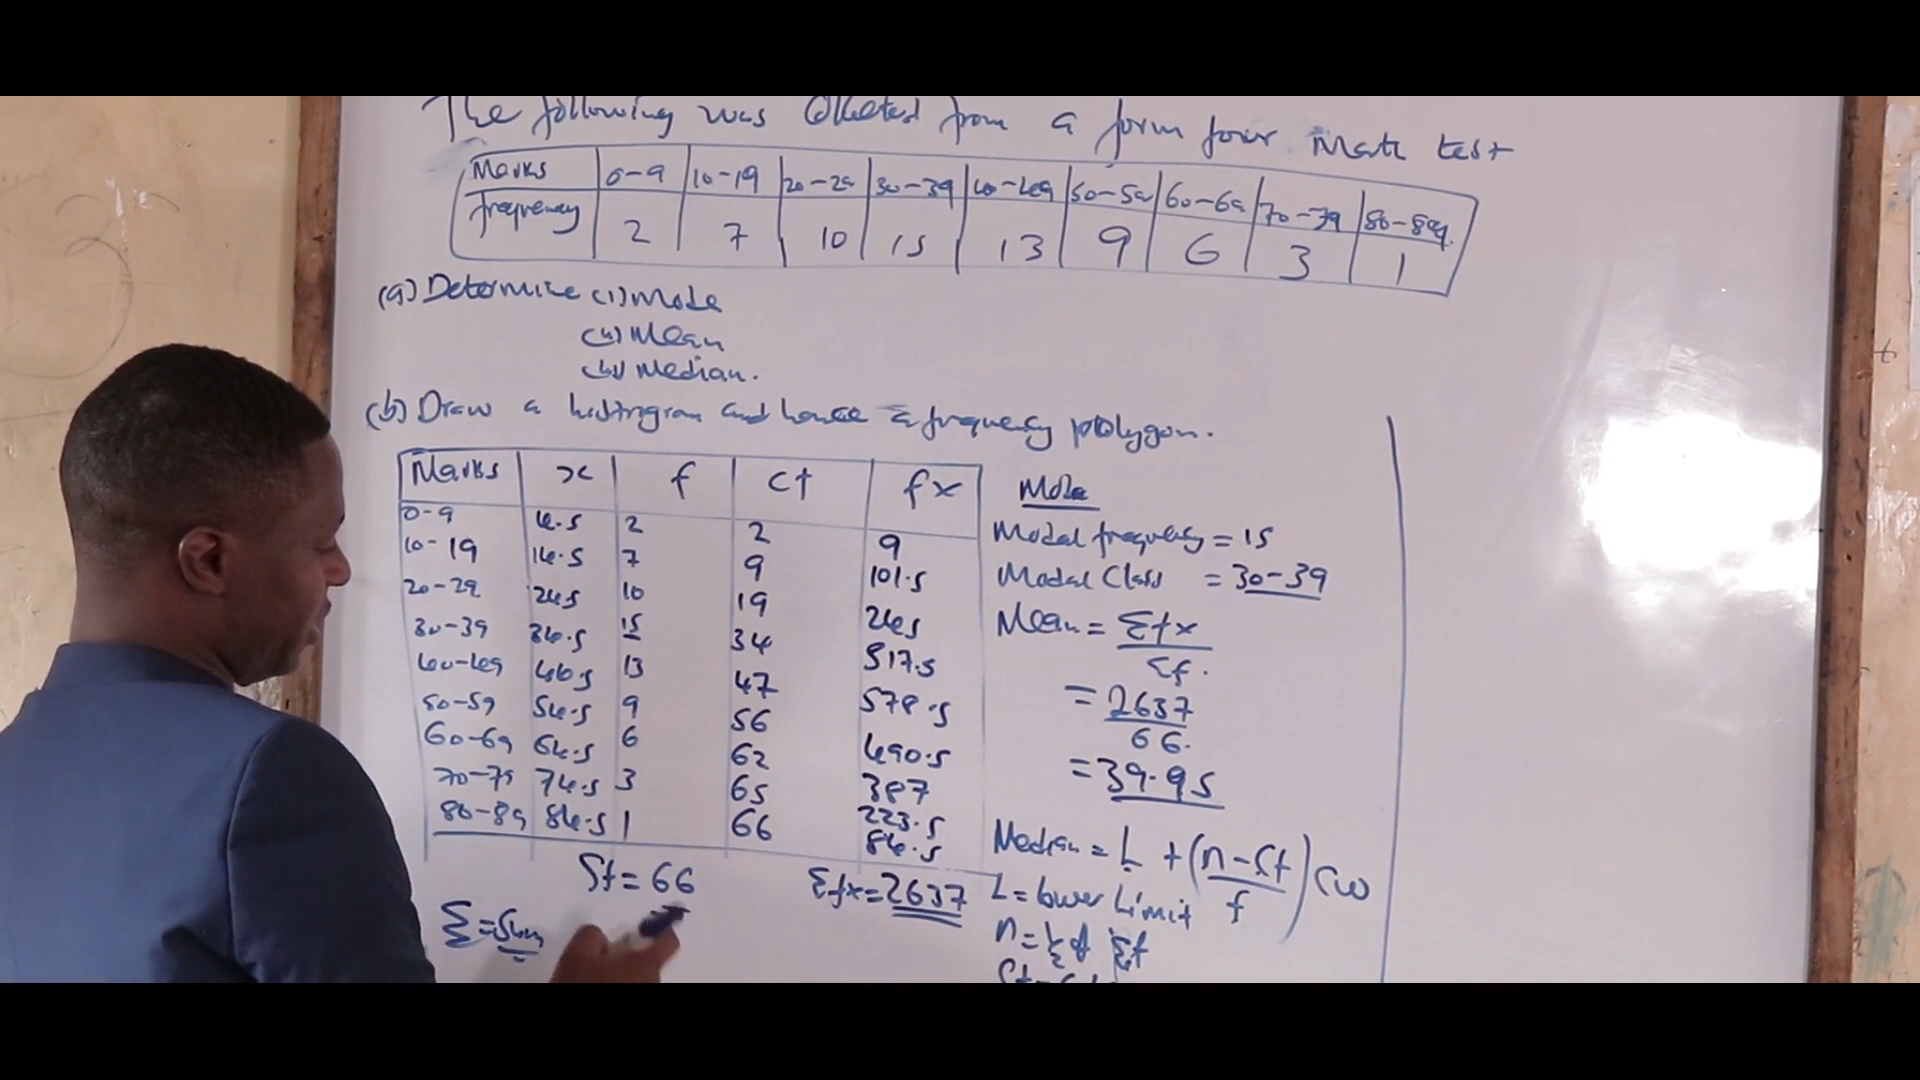 The following was Collected from a form four Math test
Marks 0-9 10-19 20-29 30-39 40-49 50-59 60-69 70-79 80-89
frequency 2 7 10 15 13 9 6 3 1
(a) Determine (i) Mode
(ii) Mean
(iii) Median.
(b) Draw a histogram and hence a frequency polygon.
Marks x f cf fx
0-9 4.5 2 2 9
10-19 14.5 7 9 101.5
20-29 24.5 10 19 245
30-39 34.5 15 34 517.5
40-49 44.5 13 47 578.5
50-59 54.5 9 56 490.5
60-69 64.5 6 62 387
70-79 74.5 3 65 223.5
80-89 84.5 1 66 84.5
Σf = 66
Σfx = 2637
Σ = Sum
Mode
Modal frequency = 15
Modal Class = 30-39
Mean = Σfx
Σf.
= 2637
66.
= 39.95
Median = L + (n - Cf / f) Cw
L = lower Limit
n = ½ of Σf